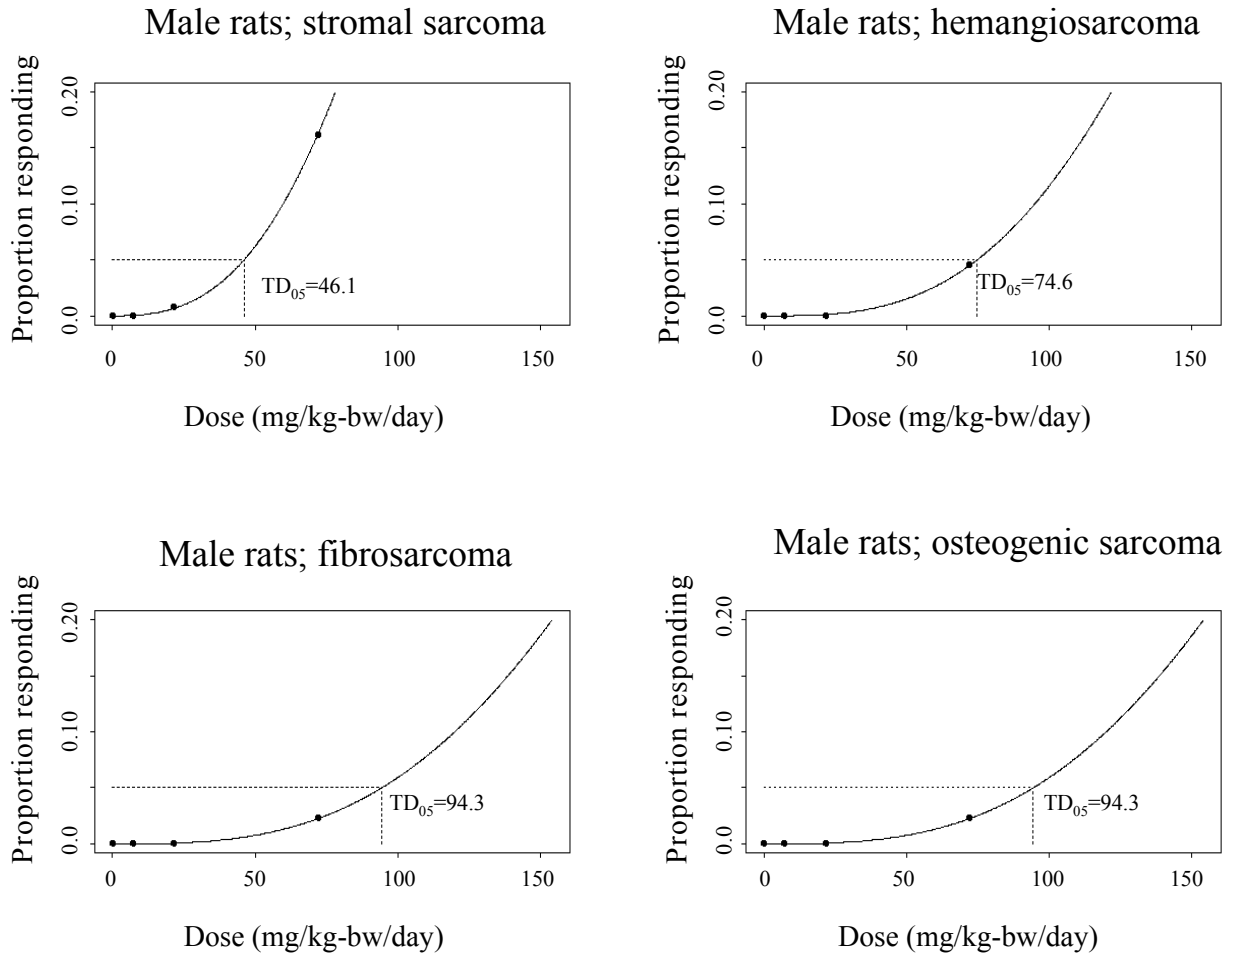 Male rats; stromal sarcoma
Proportion responding
0.20
0.10
0.0
TD05=46.1
0 50 100 150
Dose (mg/kg-bw/day)
Male rats; hemangiosarcoma
Proportion responding
0.20
0.10
0.0
TD05=74.6
0 50 100 150
Dose (mg/kg-bw/day)
Male rats; fibrosarcoma
Proportion responding
0.20
0.10
0.0
TD05=94.3
0 50 100 150
Dose (mg/kg-bw/day)
Male rats; osteogenic sarcoma
Proportion responding
0.20
0.10
0.0
TD05=94.3
0 50 100 150
Dose (mg/kg-bw/day)